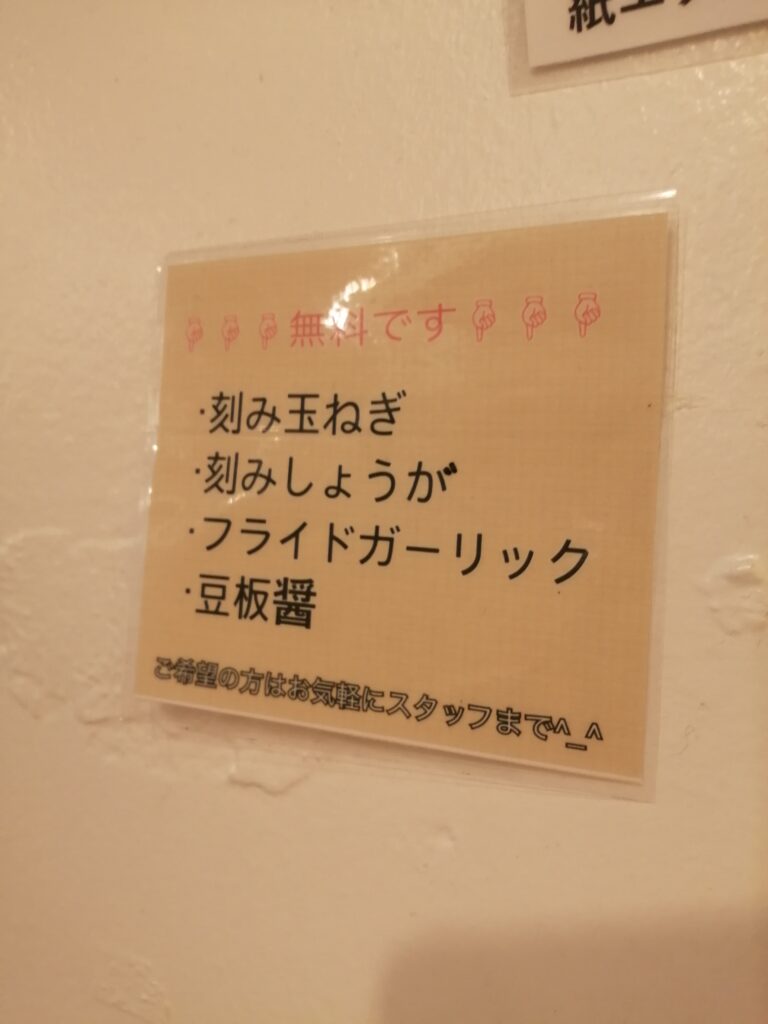 紙エ
☟☟☟無料です☟☟☟
・刻み玉ねぎ
・刻みしょうが
・フライドガーリック
・豆板醤
ご希望の方はお気軽にスタッフまで^_^